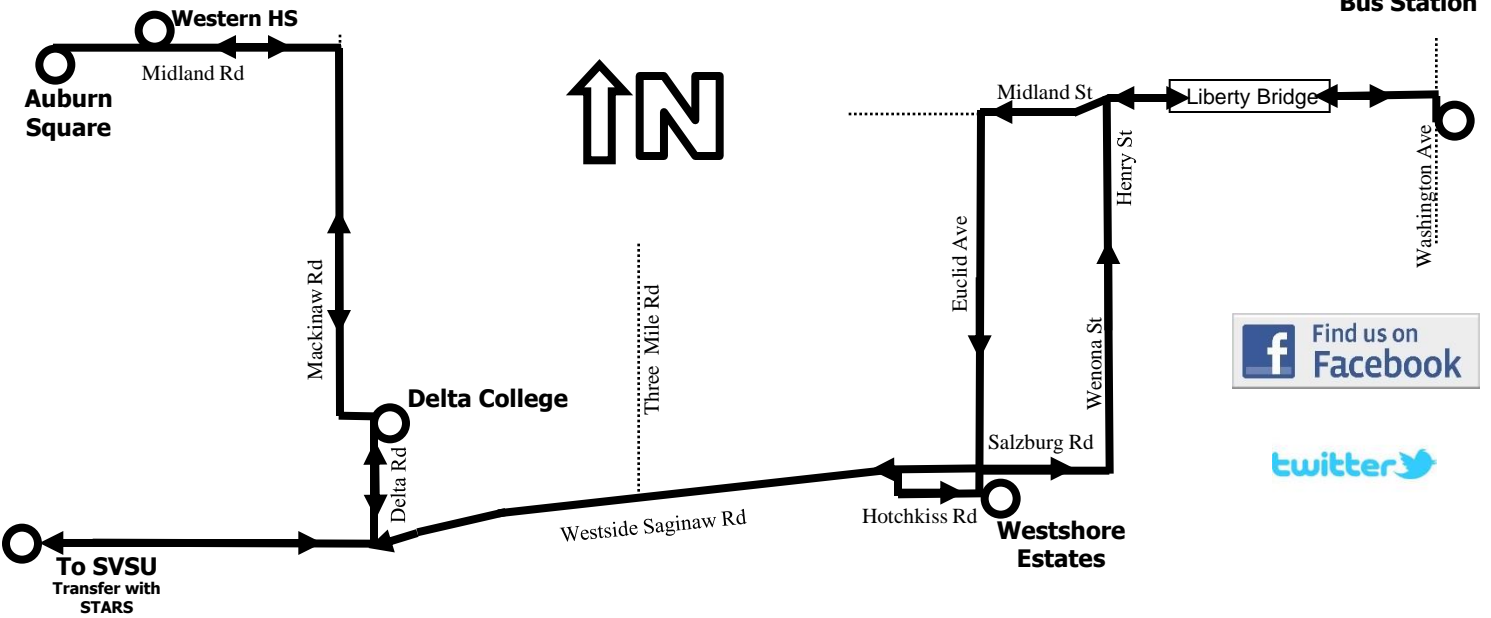 Bus Station
Western HS
Midland Rd
Auburn
Square
N
Midland St
Liberty Bridge
Henry St
Washington Ave
Euclid Ave
Mackinaw Rd
Three Mile Rd
Wenona St
Find us on
Facebook
f
Delta College
Salzburg Rd
Delta Rd
twitter
Westside Saginaw Rd
Hotchkiss Rd
Westshore
Estates
To SVSU
Transfer with
STARS